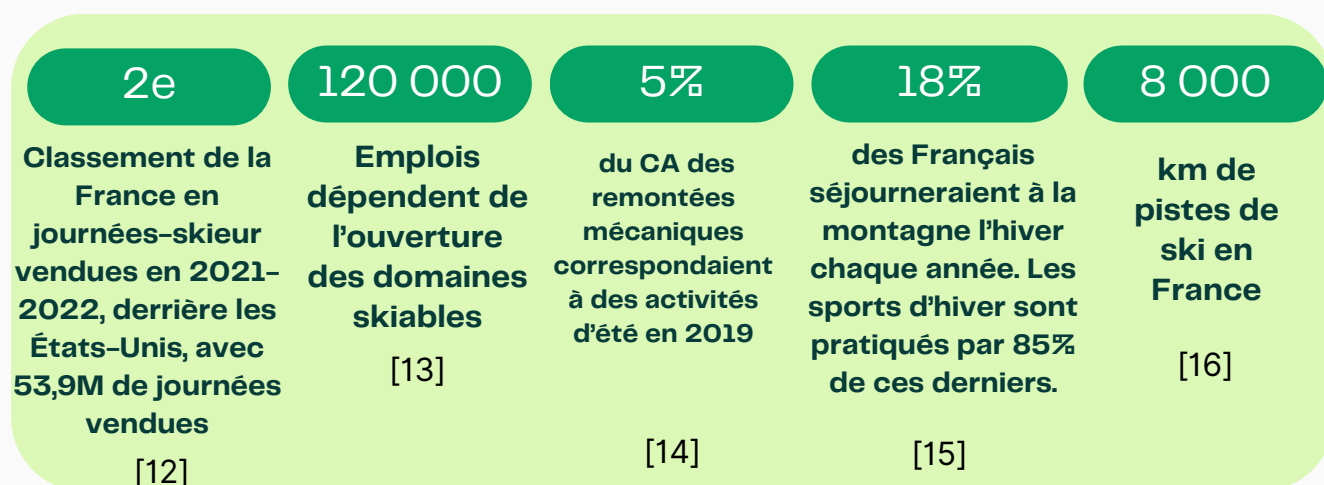 2e
Classement de la
France en
journées-skieur
vendues en 2021-
2022, derrière les
États-Unis, avec
53,9M de journées
vendues
[12]
120 000
Emplois
dépendent de
l'ouverture
des domaines
skiables
[13]
5%
du CA des
remontées
mécaniques
correspondaient
à des activités
d'été en 2019
[14]
18%
des Français
séjourneraient à la
montagne l'hiver
chaque année. Les
sports d'hiver sont
pratiqués par 85%
de ces derniers.
[15]
8 000
km de
pistes de
ski en
France
[16]